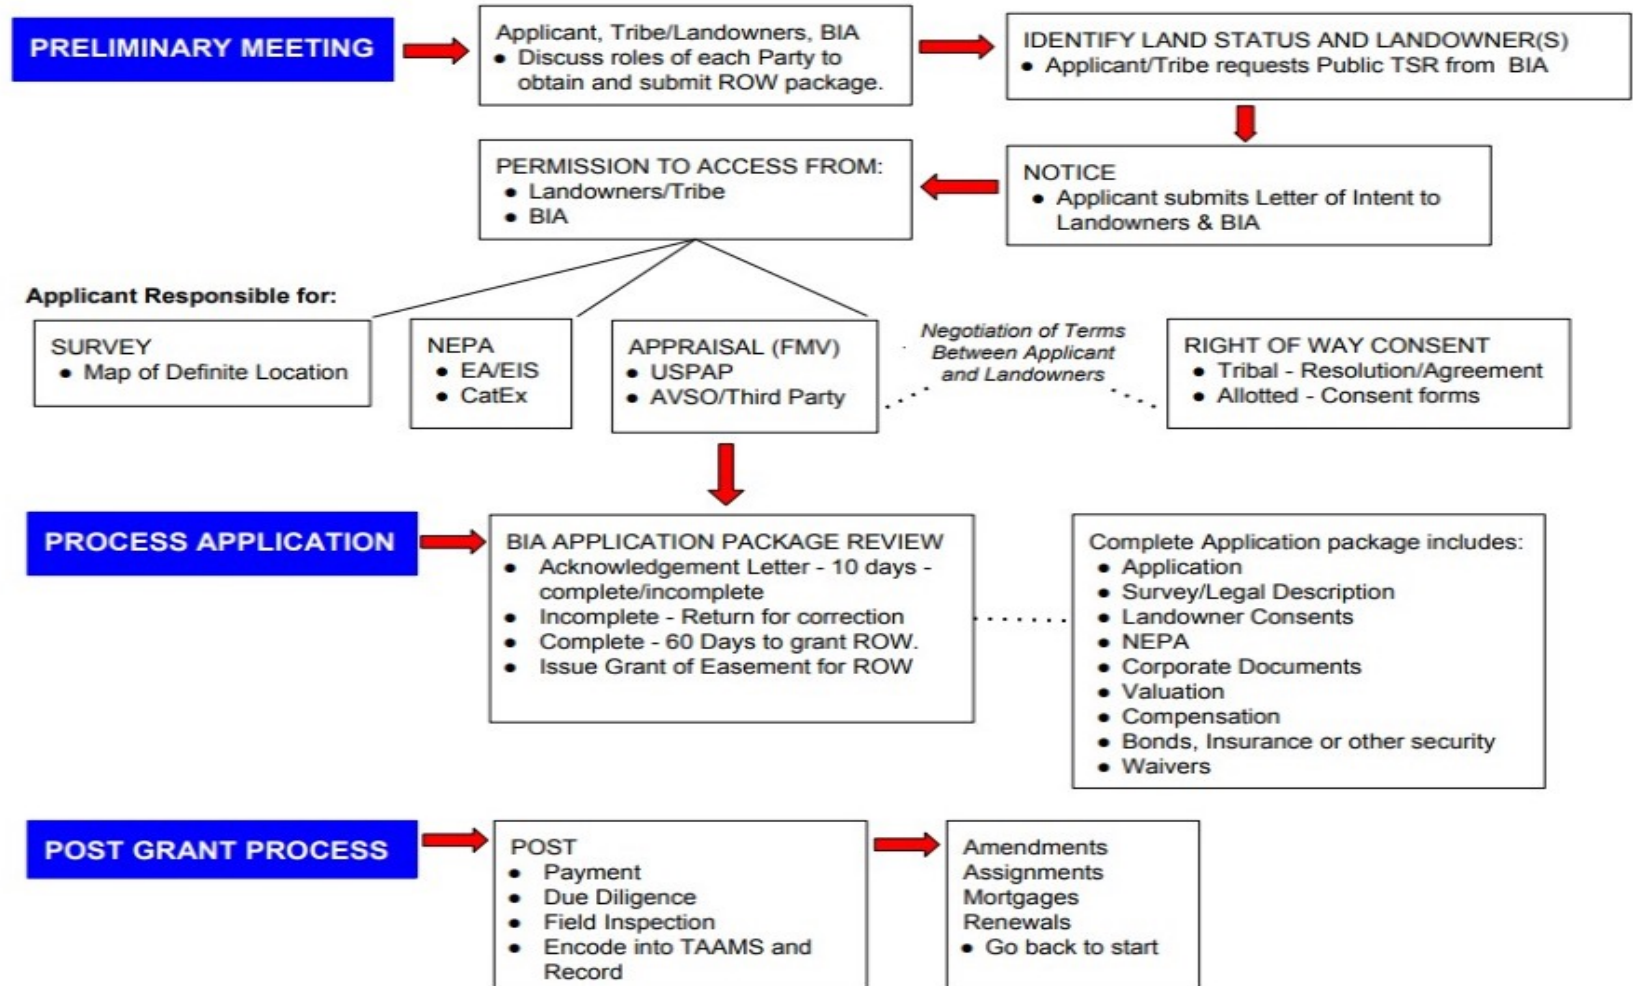 PRELIMINARY MEETING
Applicant, Tribe/Landowners, BIA
• Discuss roles of each Party to
obtain and submit ROW package.
IDENTIFY LAND STATUS AND LANDOWNER(S)
• Applicant/Tribe requests Public TSR from BIA
NOTICE
• Applicant submits Letter of Intent to
Landowners & BIA
PERMISSION TO ACCESS FROM:
• Landowners/Tribe
• BIA
Applicant Responsible for:
SURVEY
• Map of Definite Location
NEPA
• EA/EIS
• CatEx
APPRAISAL (FMV)
• USPAP
• AVSO/Third Party
Negotiation of Terms
Between Applicant
and Landowners
RIGHT OF WAY CONSENT
• Tribal - Resolution/Agreement
• Allotted - Consent forms
PROCESS APPLICATION
BIA APPLICATION PACKAGE REVIEW
• Acknowledgement Letter - 10 days -
complete/incomplete
• Incomplete - Return for correction
• Complete - 60 Days to grant ROW.
• Issue Grant of Easement for ROW
Complete Application package includes:
• Application
• Survey/Legal Description
• Landowner Consents
• NEPA
• Corporate Documents
• Valuation
• Compensation
• Bonds, Insurance or other security
• Waivers
POST GRANT PROCESS
POST
• Payment
• Due Diligence
• Field Inspection
• Encode into TAAMS and
Record
Amendments
Assignments
Mortgages
Renewals
• Go back to start